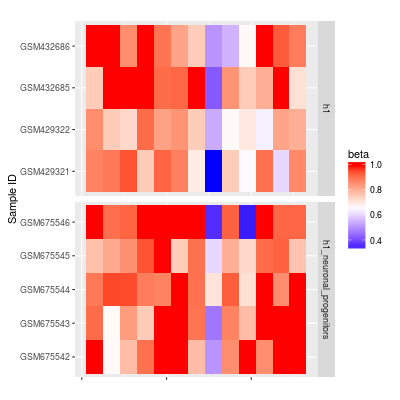 Sample ID
GSM432686
GSM432685
GSM429322
GSM429321
h1
GSM675546
GSM675545
GSM675544
GSM675543
GSM675542
h1_neuronal_progenitors
beta
1.0
0.8
0.6
0.4